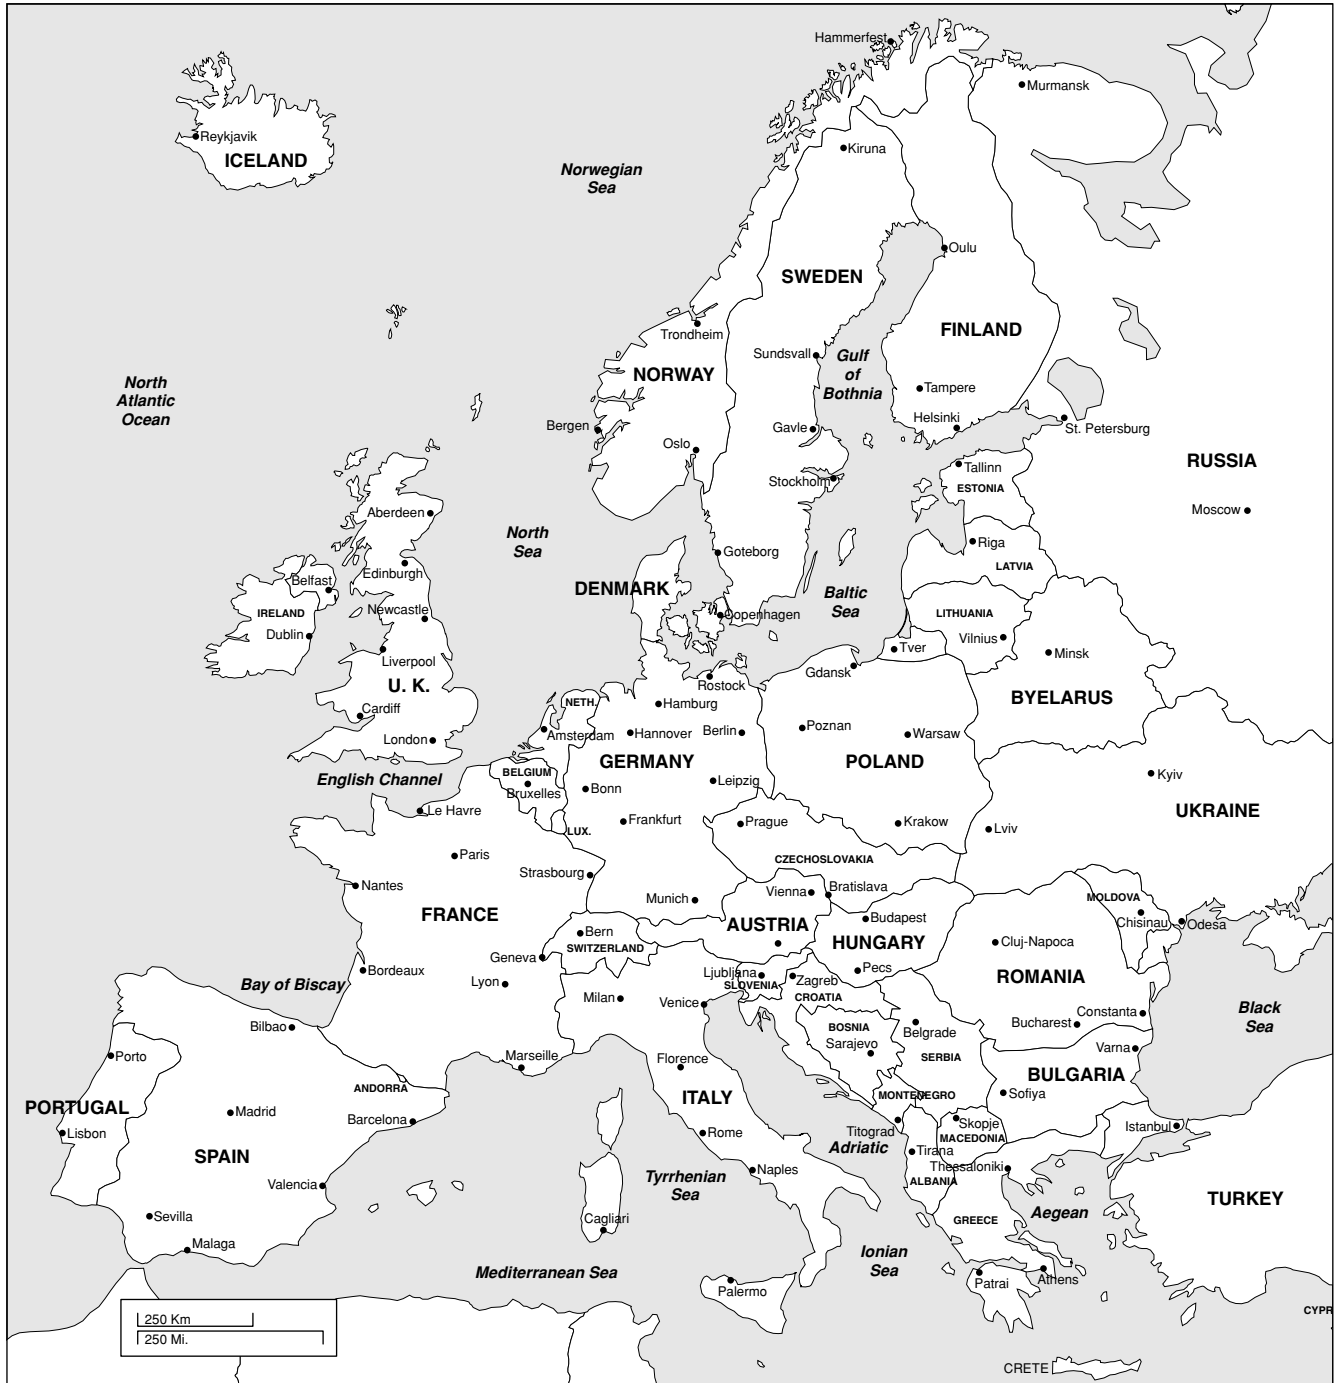 Hammerfest
Murmansk
Reykjavik
ICELAND
Kiruna
Norwegian
Sea
Oulu
SWEDEN
FINLAND
Trondheim
Sundsvall
Gulf
of
Bothnia
NORWAY
North
Atlantic
Ocean
Tampere
Helsinki
St. Petersburg
Bergen
Gavle
Oslo
RUSSIA
Tallinn
ESTONIA
Stockholm
Moscow
Aberdeen
North
Sea
Riga
LATVIA
Goteborg
Edinburgh
Belfast
DENMARK
Baltic
Sea
IRELAND
Newcastle
LITHUANIA
Copenhagen
Dublin
Vilnius
Tver
Minsk
Liverpool
U. K.
Gdansk
Rostock
BYELARUS
NETH.
Hamburg
Cardiff
Poznan
Amsterdam
Hannover
Berlin
Warsaw
London
GERMANY
POLAND
BELGIUM
English Channel
Kyiv
Bruxelles
Bonn
Leipzig
Le Havre
UKRAINE
Frankfurt
Prague
Krakow
Lviv
LUX.
Paris
CZECHOSLOVAKIA
Strasbourg
Nantes
Vienna
Bratislava
Munich
MOLDOVA
FRANCE
Budapest
Chisinau
Odesa
AUSTRIA
Bern
SWITZERLAND
HUNGARY
Cluj-Napoca
Geneva
Bordeaux
Pecs
Ljubljana
SLOVENIA
Zagreb
CROATIA
ROMANIA
Bay of Biscay
Lyon
Milan
Venice
Constanta
Black
Sea
Bucharest
Bilbao
BOSNIA
Sarajevo
Belgrade
SERBIA
Varna
Porto
Marseille
Florence
BULGARIA
ANDORRA
ITALY
MONTENEGRO
Sofiya
PORTUGAL
Madrid
Barcelona
Lisbon
Rome
Titograd
Adriatic
Skopje
MACEDONIA
Istanbul
SPAIN
Tirana
Thessaloniki
ALBANIA
Tyrrhenian
Sea
Naples
Valencia
TURKEY
Sevilla
Cagliari
GREECE
Aegean
Malaga
Ionian
Sea
Mediterranean Sea
Palermo
Patrai
Athens
CYPR
250 Km
250 Mi.
CRETE